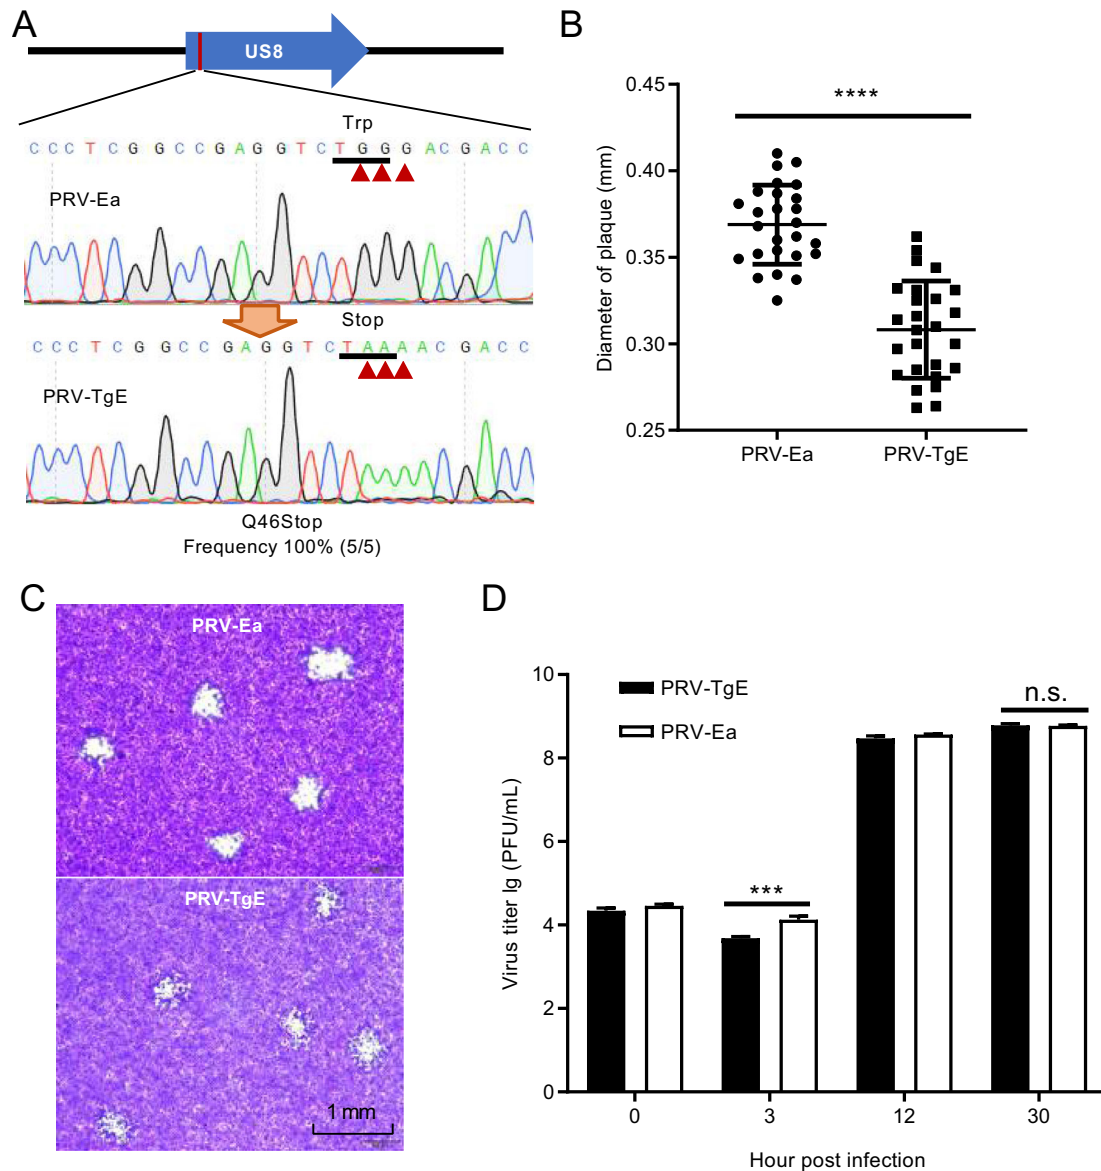 A
US8
Trp
CCCTCGGCCGAGGTCTGGGACGACC
PRV-Ea
Stop
CCCTCGGCCGAGGTCTAAAACGACC
PRV-TgE
Q46Stop
Frequency 100% (5/5)
B
****
0.45
0.40
0.35
0.30
0.25
Diameter of plaque (mm)
PRV-Ea
PRV-TgE
C
PRV-Ea
PRV-TgE
1 mm
D
PRV-TgE
PRV-Ea
n.s.
***
10
8
6
4
2
0
Virus titer lg (PFU/mL)
0
3
12
30
Hour post infection